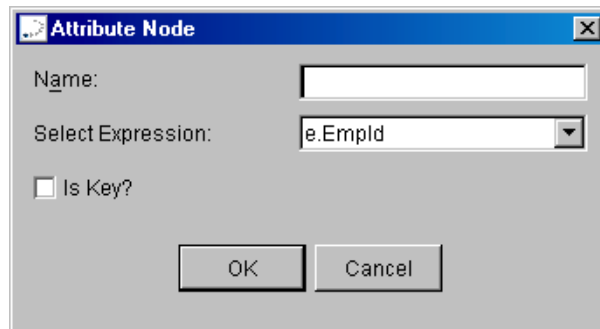 Attribute Node
Name:
Select Expression: e.EmpId
Is Key?
OK Cancel